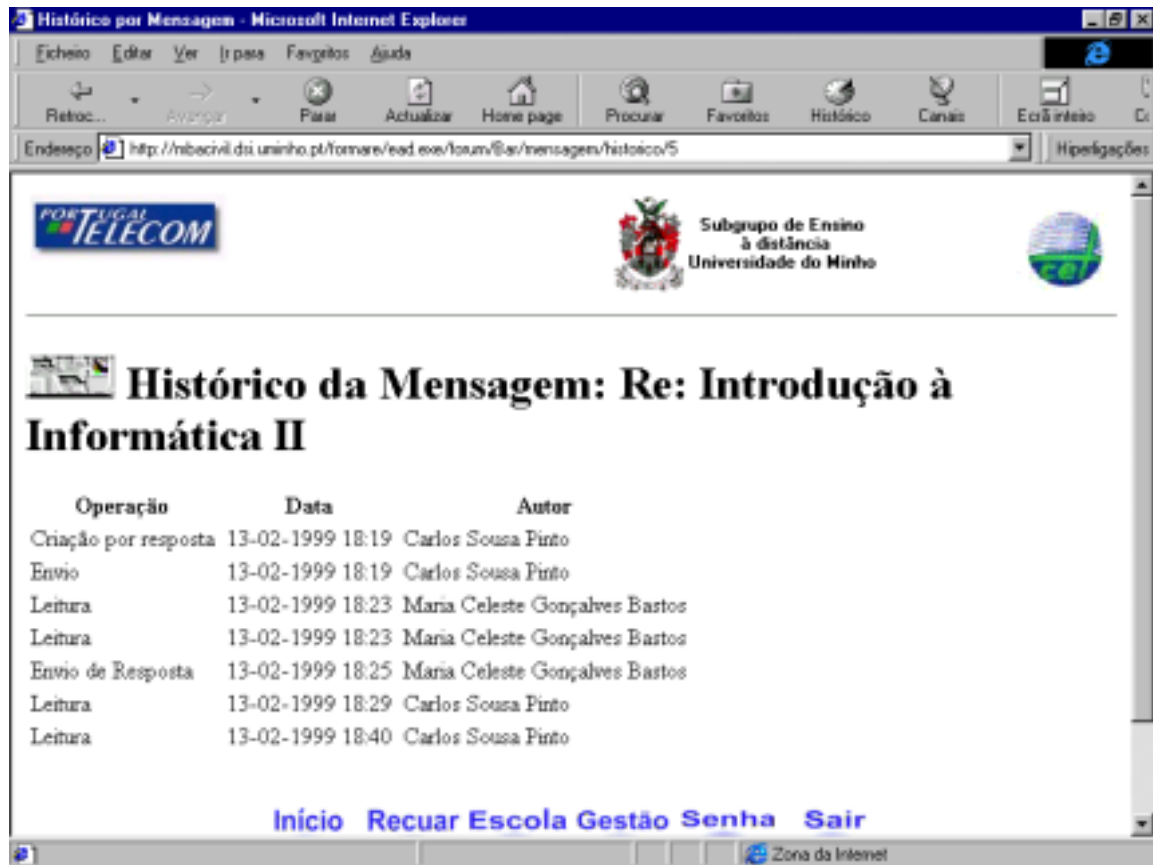 Histórico por Mensagem - Microsoft Internet Explorer
Ficheiro Editar Ver Ir para Favoritos Ajuda
Retroc... Avançar Parar Actualizar Home page Procurar Favoritos Histórico Canais Ecrã inteiro
Endereço http://mbacivil.dsi.uminho.pt/formare/ead.exe/forum/Bar/mensagem/historico/5 Hiperligações
PORTUGAL
TELECOM
Subgrupo de Ensino
à distância
Universidade do Minho
cet
Histórico da Mensagem: Re: Introdução à
Informática II
Operação Data Autor
Criação por resposta 13-02-1999 18:19 Carlos Sousa Pinto
Envio 13-02-1999 18:19 Carlos Sousa Pinto
Leitura 13-02-1999 18:23 Maria Celeste Gonçalves Bastos
Leitura 13-02-1999 18:23 Maria Celeste Gonçalves Bastos
Envio de Resposta 13-02-1999 18:25 Maria Celeste Gonçalves Bastos
Leitura 13-02-1999 18:29 Carlos Sousa Pinto
Leitura 13-02-1999 18:40 Carlos Sousa Pinto
Início Recuar Escola Gestão Senha Sair
Zona da Internet